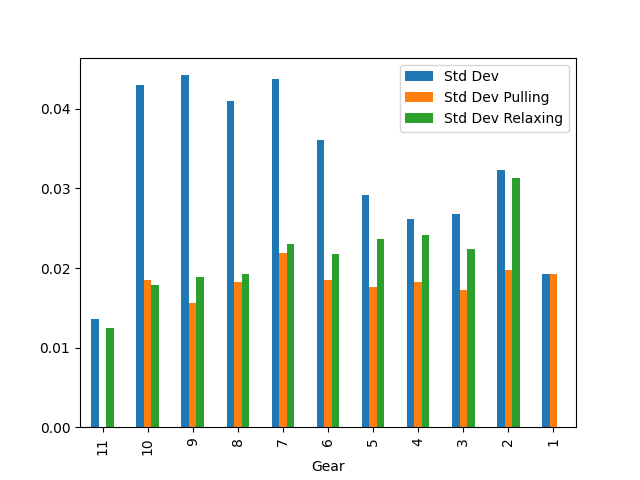 Std Dev
Std Dev Pulling
Std Dev Relaxing
0.04
0.03
0.02
0.01
0.00
11 10 9 8 7 6 5 4 3 2 1
Gear